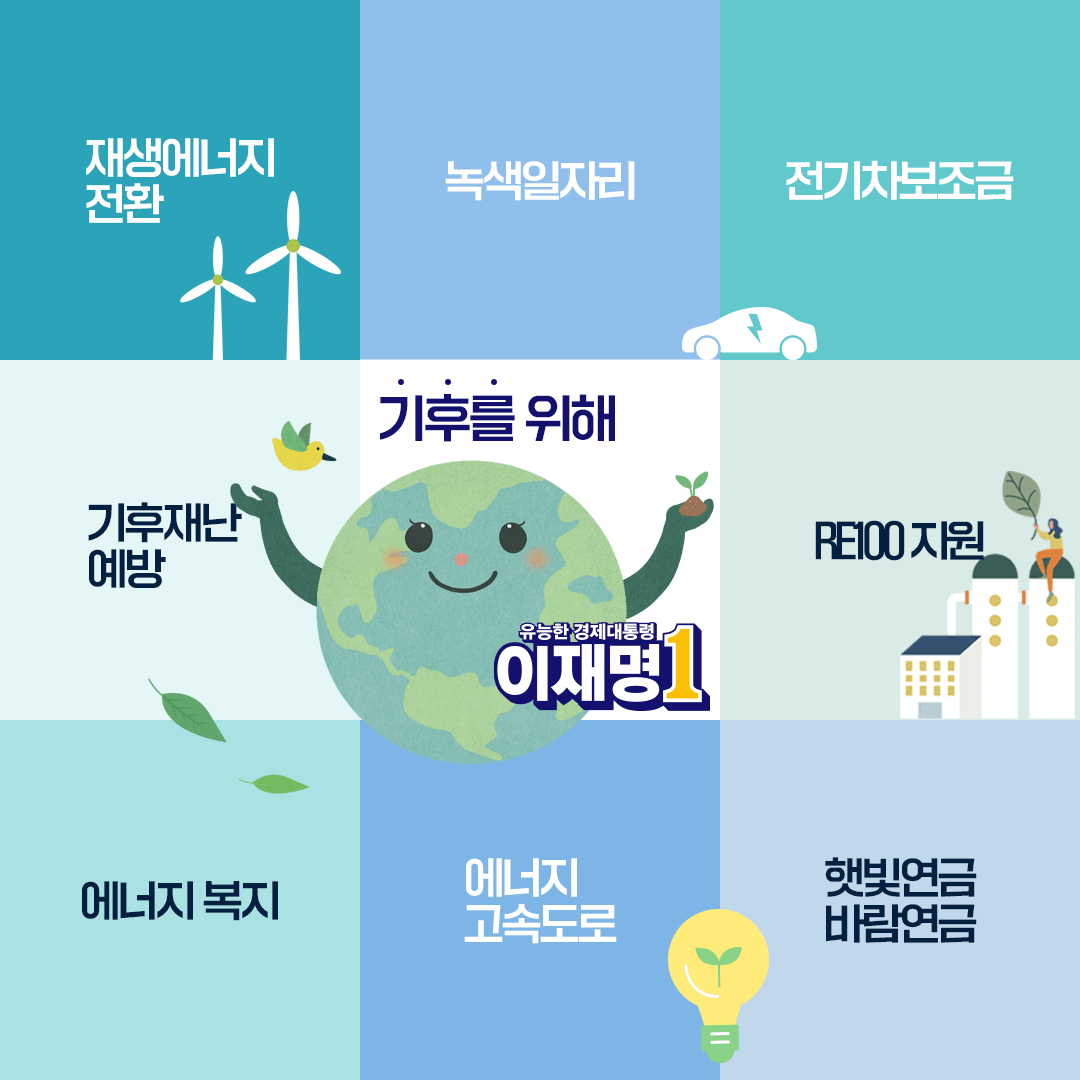 재생에너지
전환
녹색일자리
전기차보조금
기후재난
예방
기후를 위해
유능한 경제대통령
이재명1
RE100 지원
에너지 복지
에너지
고속도로
햇빛연금
바람연금